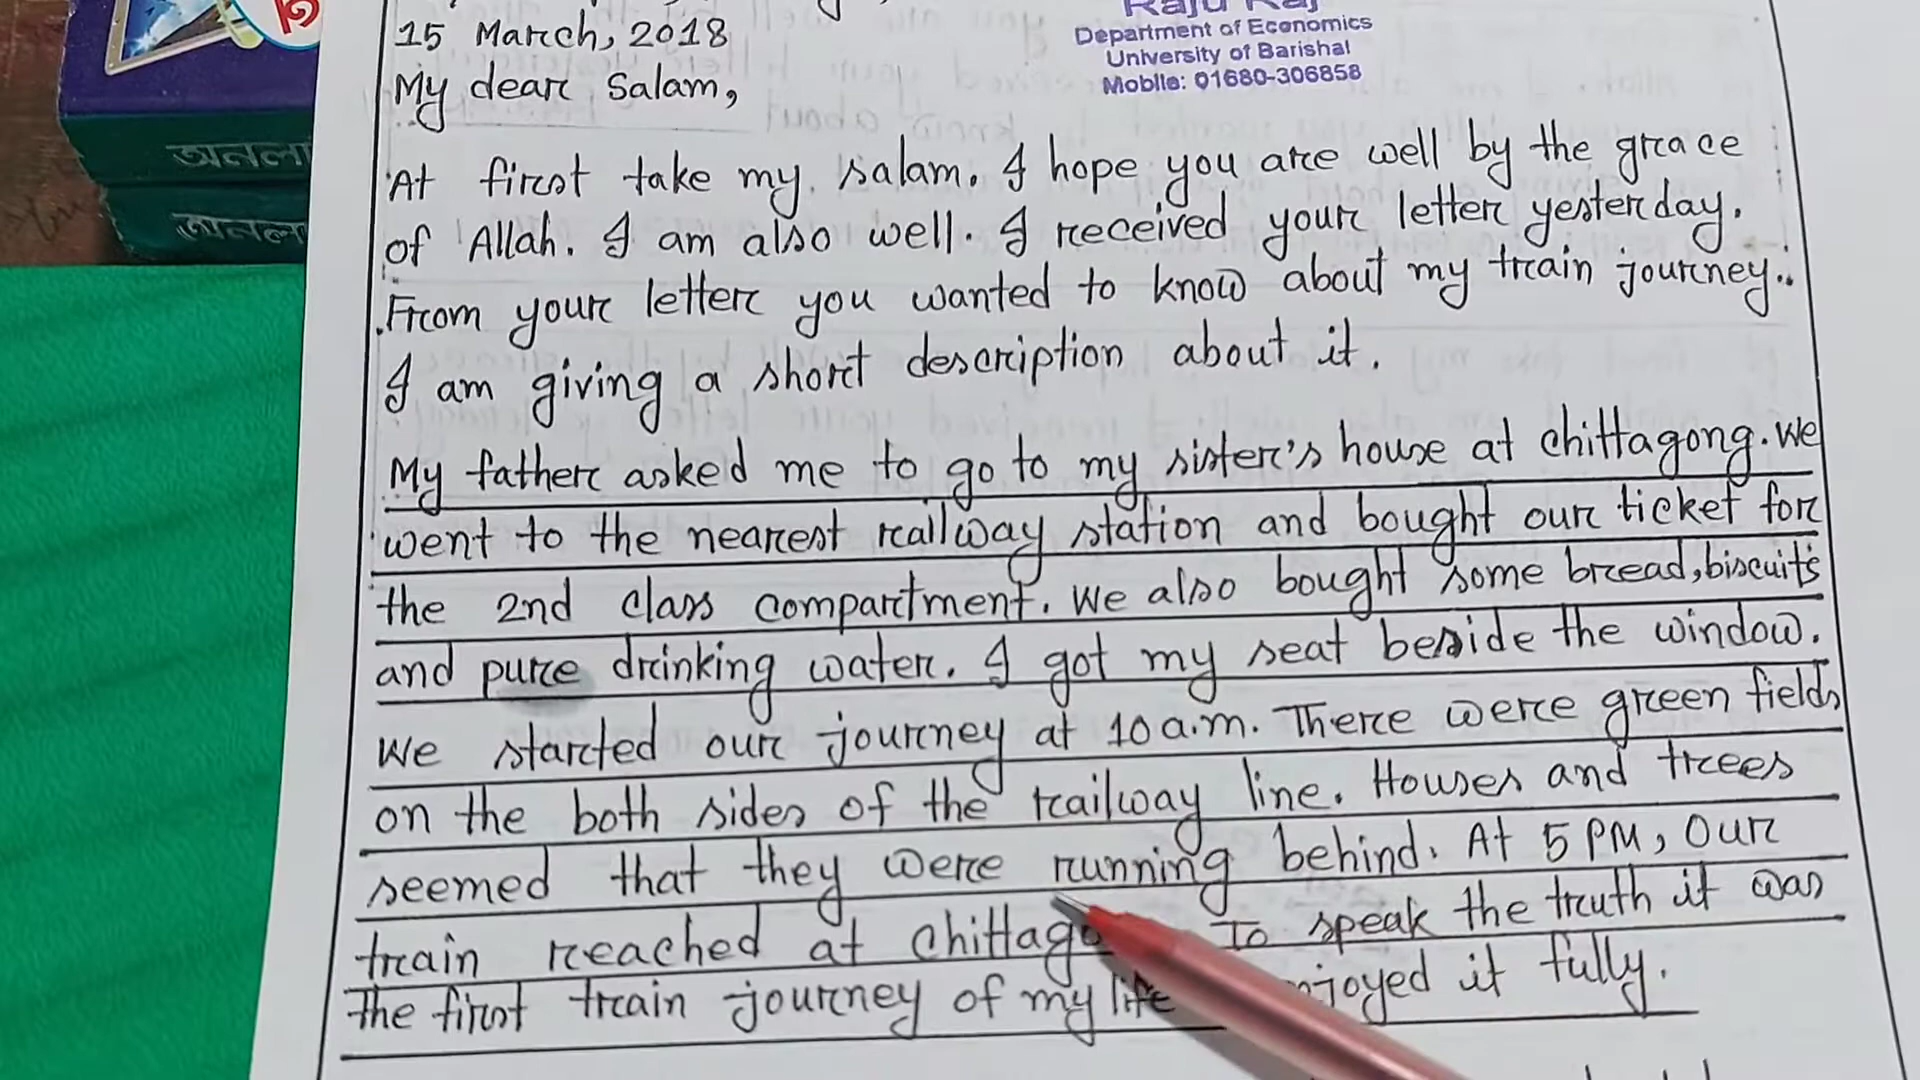 15 March, 2018
Department of Economics
University of Barishal
Mobile: 01680-306858
My dear Salam,
At first take my salam. I hope you are well by the grace
of Allah. I am also well. I received your letter yesterday.
From your letter you wanted to know about my train journey.
I am giving a short description about it.
My father asked me to go to my sister's house at chittagong. We
went to the nearest railway station and bought our ticket for
the 2nd class compartment. We also bought some bread, biscuits
and pure drinking water. I got my seat beside the window.
We started our journey at 10 a.m. There were green fields
on the both sides of the railway line. Houses and trees
seemed that they were running behind. At 5 PM, Our
train reached at chittag To speak the truth it was
The first train journey of my life njoyed it fully.
অনলা
অনলা